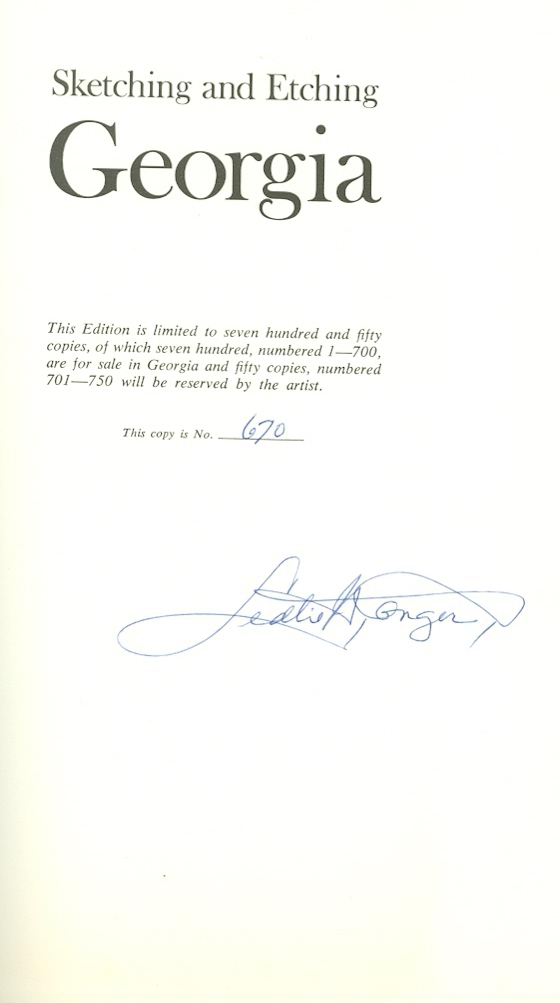 Sketching and Etching
Georgia
This Edition is limited to seven hundred and fifty
copies, of which seven hundred, numbered 1—700,
are for sale in Georgia and fifty copies, numbered
701—750 will be reserved by the artist.
This copy is No. 670